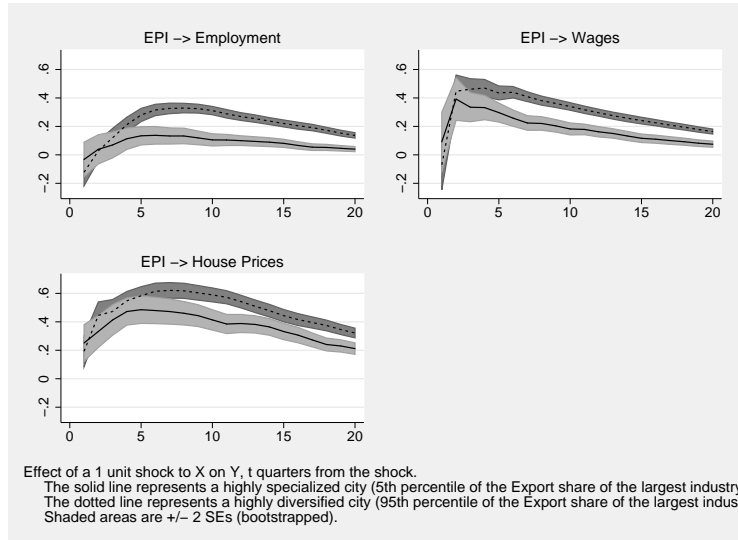 EPI −> Employment
.6
.4
.2
0
−.2
0 5 10 15 20
EPI −> Wages
.6
.4
.2
0
−.2
0 5 10 15 20
EPI −> House Prices
.6
.4
.2
0
−.2
0 5 10 15 20
Effect of a 1 unit shock to X on Y, t quarters from the shock.
The solid line represents a highly specialized city (5th percentile of the Export share of the largest industry
The dotted line represents a highly diversified city (95th percentile of the Export share of the largest indus
Shaded areas are +/− 2 SEs (bootstrapped).